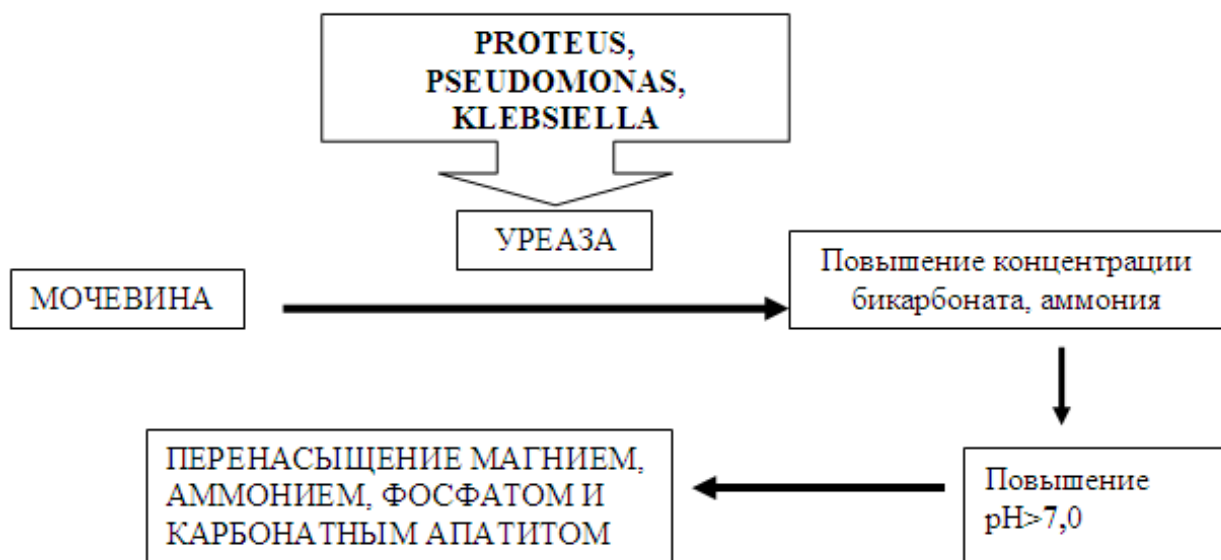 PROTEUS,
PSEUDOMONAS,
KLEBSIELLA
УРЕАЗА
МОЧЕВИНА
Повышение концентрации
бикарбоната, аммония
Повышение
pH>7,0
ПЕРЕНАСЫЩЕНИЕ МАГНИЕМ,
АММОНИЕМ, ФОСФАТОМ И
КАРБОНАТНЫМ АПАТИТОМ